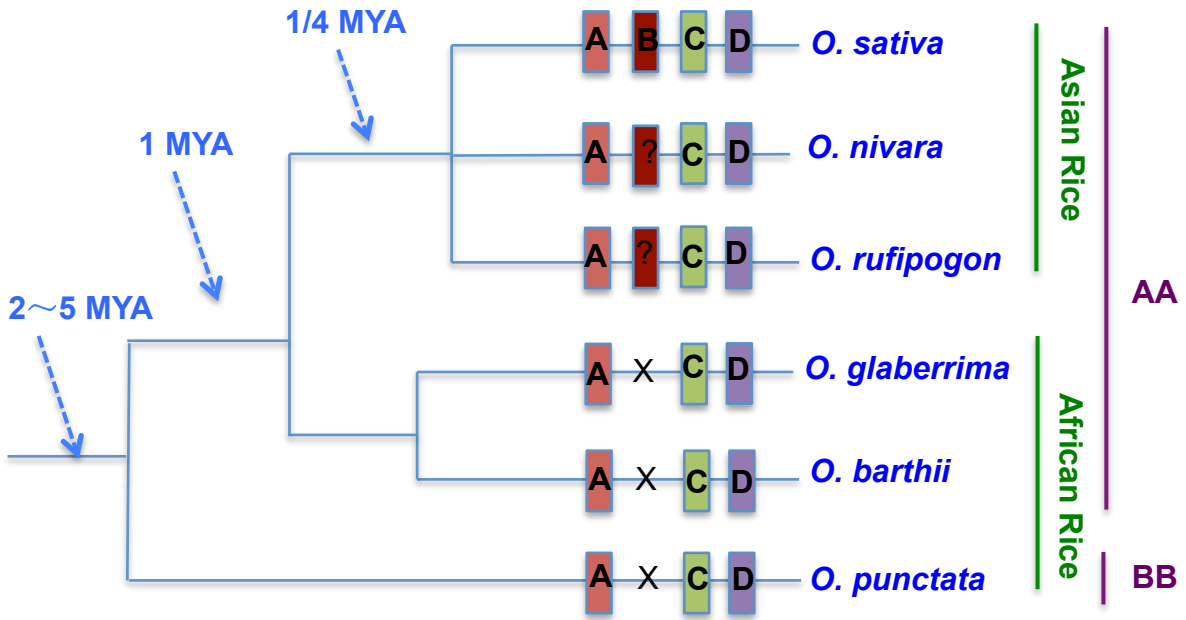 1/4 MYA
A B C D O. sativa
1 MYA
A ? C D O. nivara
A ? C D O. rufipogon
Asian Rice
2～5 MYA
AA
A X C D O. glaberrima
A X C D O. barthii
African Rice
A X C D O. punctata
BB